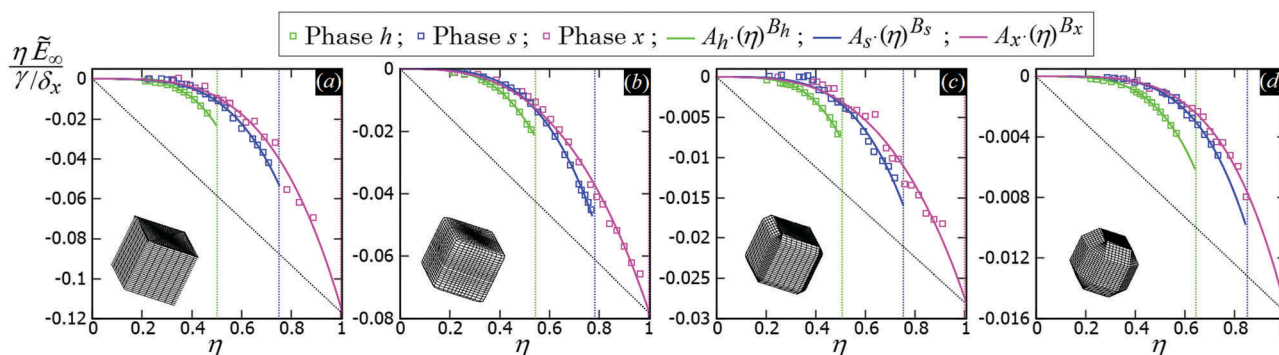 Phase h ; Phase s ; Phase x ; A_h·(η)^{B_h} ; A_s·(η)^{B_s} ; A_x·(η)^{B_x}
η Ẽ_∞
γ/δ_x
(a) (b) (c) (d)
0 0 0 0
-0.02 -0.02 -0.005 -0.004
-0.04 -0.04 -0.01 -0.008
-0.06 -0.06 -0.015 -0.012
-0.08 -0.08 -0.02 -0.016
-0.1 -0.025
-0.12 -0.03
0 0.2 0.4 0.6 0.8 1 0 0.2 0.4 0.6 0.8 1 0 0.2 0.4 0.6 0.8 1 0 0.2 0.4 0.6 0.8 1
η η η η